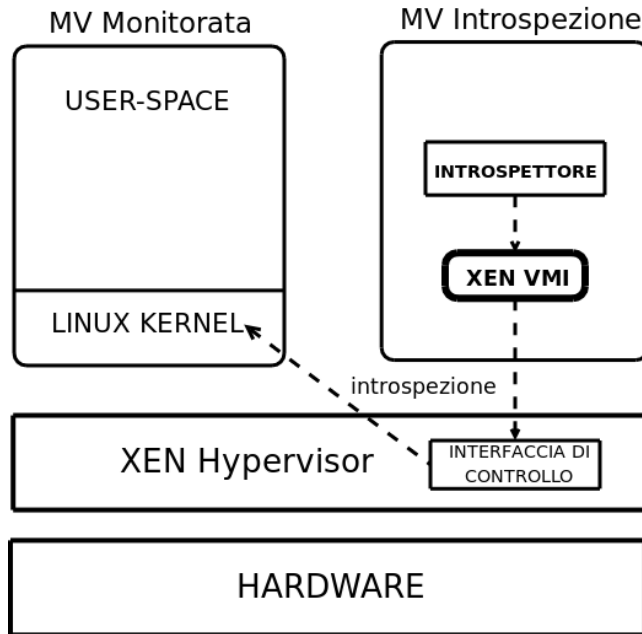 MV Monitorata
MV Introspezione
USER-SPACE
INTROSPETTORE
XEN VMI
LINUX KERNEL
introspezione
XEN Hypervisor
INTERFACCIA DI
CONTROLLO
HARDWARE